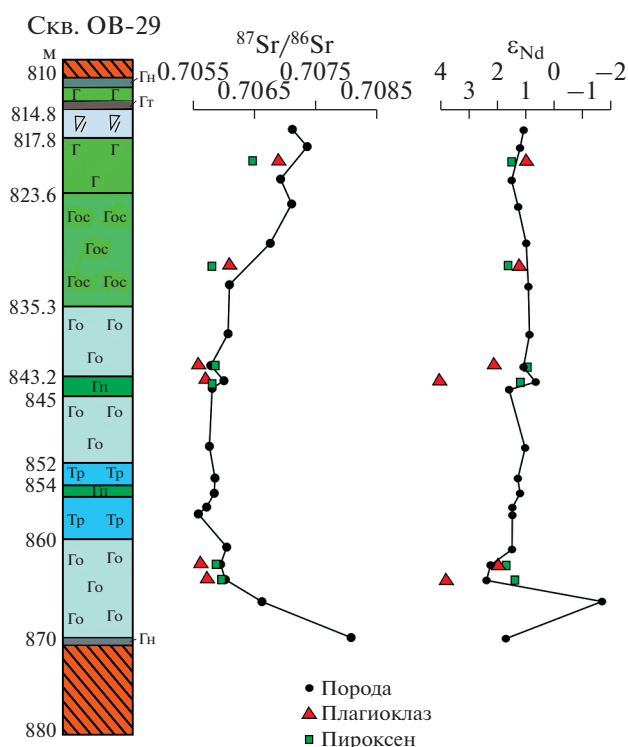 Скв. ОВ-29
м
810
814.8
817.8
823.6
835.3
843.2
845
852
854
860
870
880
Гн
Г Г
Гт
Г Г
Г
Гос Гос
Гос
Гос Гос
Го Го
Го
Гп
Го Го
Го
Тр Тр
Гп
Тр Тр
Го Го
Го
Го Го
Гн
87Sr/86Sr
0.7055 0.7075
0.7065 0.7085
εNd
4 2 0 −2
3 1 −1
Порода
Плагиоклаз
Пироксен